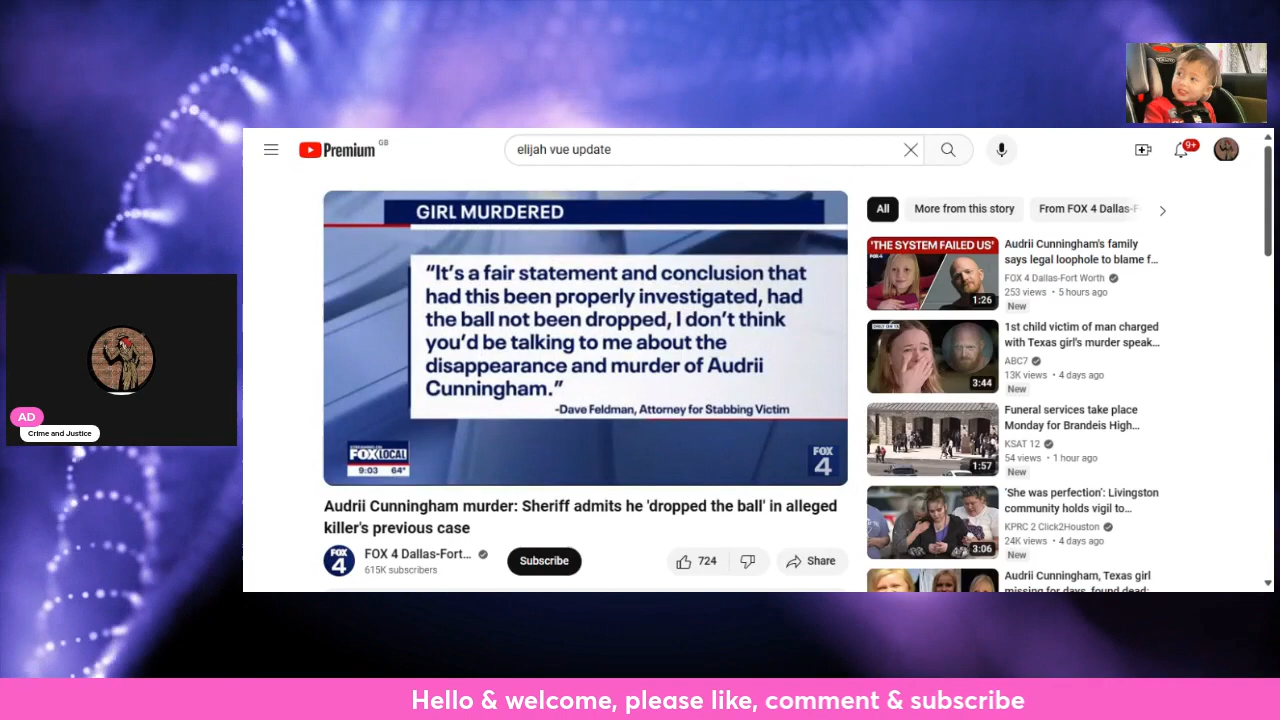 Premium GB
elijah vue update
9+
GIRL MURDERED
“It’s a fair statement and conclusion that
had this been properly investigated, had
the ball not been dropped, I don’t think
you’d be talking to me about the
disappearance and murder of Audrii
Cunningham.”
-Dave Feldman, Attorney for Stabbing Victim
FOX LOCAL
9:03 64°
FOX
4
Audrii Cunningham murder: Sheriff admits he 'dropped the ball' in alleged
killer's previous case
FOX
4
FOX 4 Dallas-Fort...
615K subscribers
Subscribe
724
Share
All
More from this story
From FOX 4 Dallas-F
'THE SYSTEM FAILED US'
1:26
Audrii Cunningham's family
says legal loophole to blame f...
FOX 4 Dallas-Fort Worth
253 views • 5 hours ago
New
3:44
1st child victim of man charged
with Texas girl's murder speak...
ABC7
13K views • 4 days ago
New
1:57
Funeral services take place
Monday for Brandeis High...
KSAT 12
54 views • 1 hour ago
New
3:06
'She was perfection': Livingston
community holds vigil to...
KPRC 2 Click2Houston
24K views • 4 days ago
New
Audrii Cunningham, Texas girl
missing for days, found dead:
AD
Crime and Justice
Hello & welcome, please like, comment & subscribe